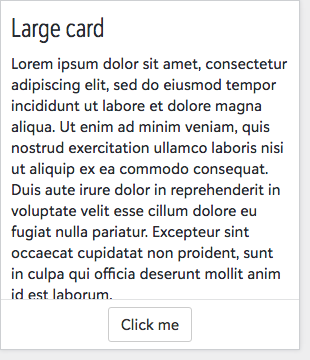 Large card
Lorem ipsum dolor sit amet, consectetur
adipiscing elit, sed do eiusmod tempor
incididunt ut labore et dolore magna
aliqua. Ut enim ad minim veniam, quis
nostrud exercitation ullamco laboris nisi
ut aliquip ex ea commodo consequat.
Duis aute irure dolor in reprehenderit in
voluptate velit esse cillum dolore eu
fugiat nulla pariatur. Excepteur sint
occaecat cupidatat non proident, sunt
in culpa qui officia deserunt mollit anim
id est laborum.
Click me